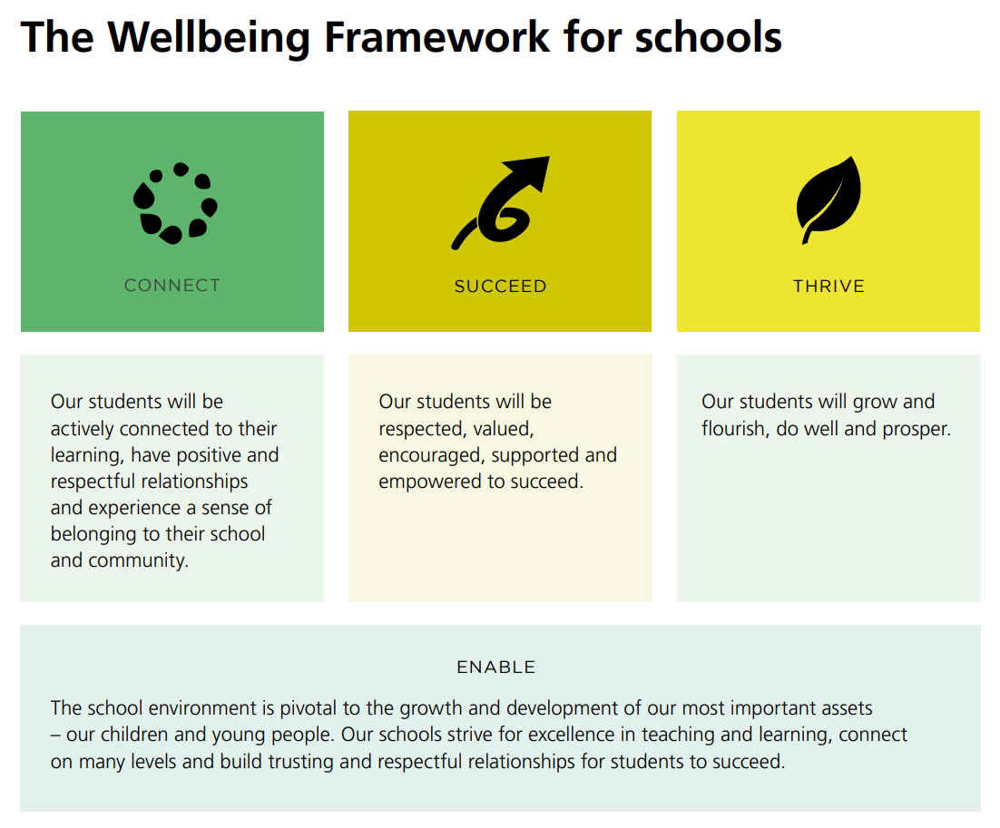 The Wellbeing Framework for schools
CONNECT
SUCCEED
THRIVE
Our students will be
actively connected to their
learning, have positive and
respectful relationships
and experience a sense of
belonging to their school
and community.
Our students will be
respected, valued,
encouraged, supported and
empowered to succeed.
Our students will grow and
flourish, do well and prosper.
ENABLE
The school environment is pivotal to the growth and development of our most important assets
– our children and young people. Our schools strive for excellence in teaching and learning, connect
on many levels and build trusting and respectful relationships for students to succeed.